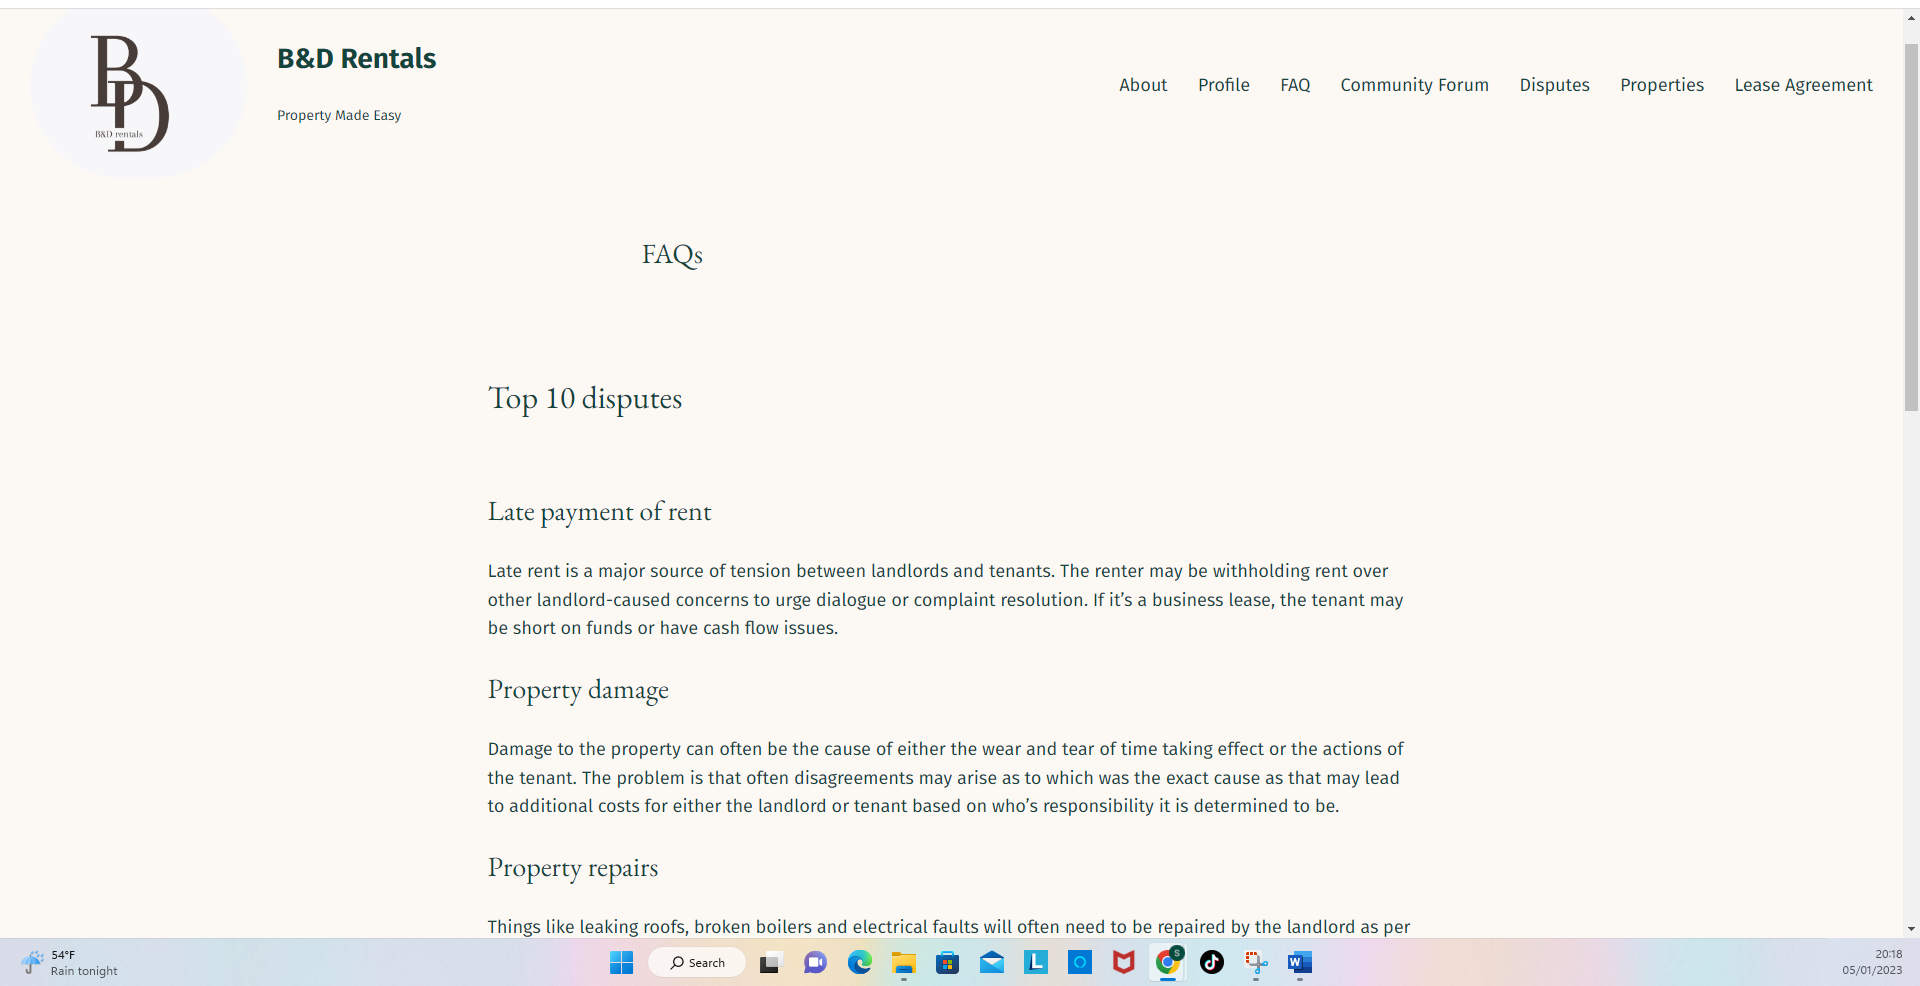 BD
B&D rentals
B&D Rentals
Property Made Easy
About Profile FAQ Community Forum Disputes Properties Lease Agreement
FAQs
Top 10 disputes
Late payment of rent
Late rent is a major source of tension between landlords and tenants. The renter may be withholding rent over
other landlord-caused concerns to urge dialogue or complaint resolution. If it’s a business lease, the tenant may
be short on funds or have cash flow issues.
Property damage
Damage to the property can often be the cause of either the wear and tear of time taking effect or the actions of
the tenant. The problem is that often disagreements may arise as to which was the exact cause as that may lead
to additional costs for either the landlord or tenant based on who’s responsibility it is determined to be.
Property repairs
Things like leaking roofs, broken boilers and electrical faults will often need to be repaired by the landlord as per
54°F
Rain tonight
Search
L
S
W
20:18
05/01/2023